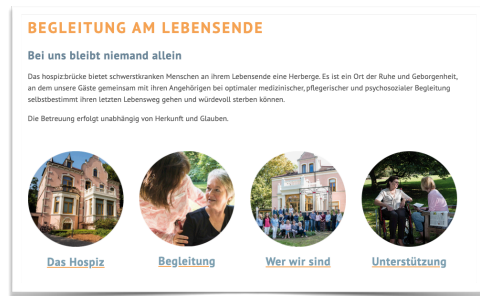 BEGLEITUNG AM LEBENSENDE
Bei uns bleibt niemand allein
Das hospiz:brücke bietet schwerstkranken Menschen an ihrem Lebensende eine Herberge. Es ist ein Ort der Ruhe und Geborgenheit,
an dem unsere Gäste gemeinsam mit ihren Angehörigen bei optimaler medizinischer, pflegerischer und psychosozialer Begleitung
selbstbestimmt ihren letzten Lebensweg gehen und würdevoll sterben können.
Die Betreuung erfolgt unabhängig von Herkunft und Glauben.
Das Hospiz
Begleitung
Wer wir sind
Unterstützung